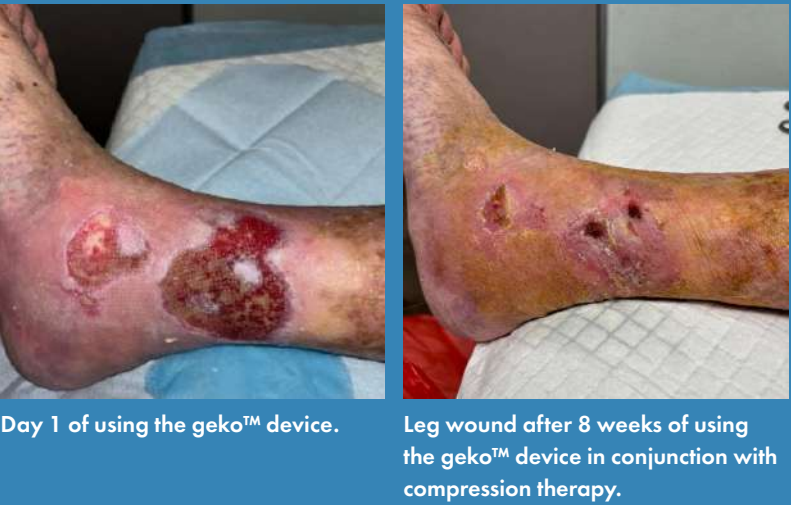 Day 1 of using the geko™ device.
Leg wound after 8 weeks of using
the geko™ device in conjunction with
compression therapy.